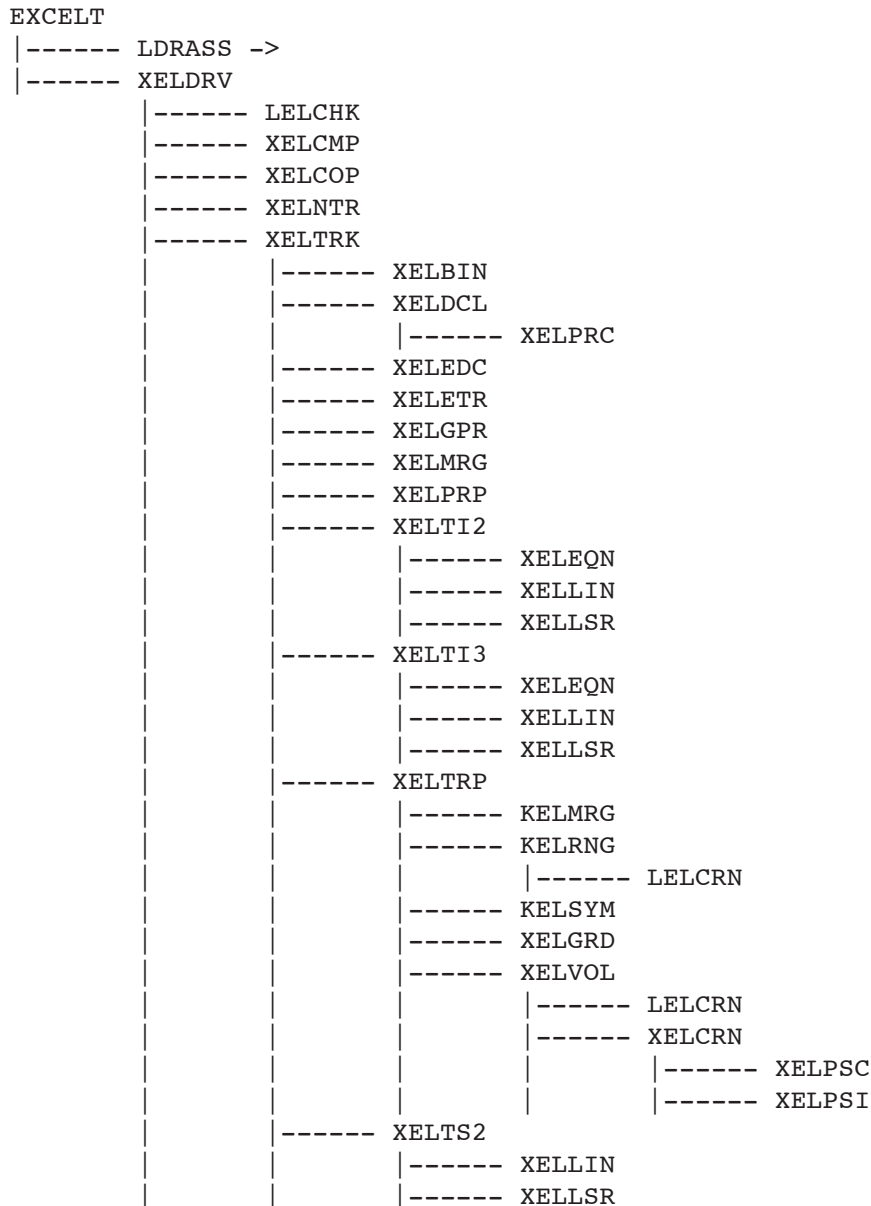 EXCELT
|------ LDRASS ->
|------ XELDRV
        |------ LELCHK
        |------ XELCMP
        |------ XELCOP
        |------ XELNTR
        |------ XELTRK
        |       |------ XELBIN
        |       |------ XELDCL
        |       |       |------ XELPRC
        |       |------ XELEDC
        |       |------ XELETR
        |       |------ XELGPR
        |       |------ XELMRG
        |       |------ XELPRP
        |       |------ XELTI2
        |       |       |------ XELEQN
        |       |       |------ XELLIN
        |       |       |------ XELLSR
        |       |------ XELTI3
        |       |       |------ XELEQN
        |       |       |------ XELLIN
        |       |       |------ XELLSR
        |       |------ XELTRP
        |       |       |------ KELMRG
        |       |       |------ KELRNG
        |       |       |       |------ LELCRN
        |       |       |------ KELSYM
        |       |       |------ XELGRD
        |       |       |------ XELVOL
        |       |       |       |------ LELCRN
        |       |       |       |------ XELCRN
        |       |       |       |       |------ XELPSC
        |       |       |       |       |------ XELPSI
        |       |------ XELTS2
        |       |       |------ XELLIN
        |       |       |------ XELLSR